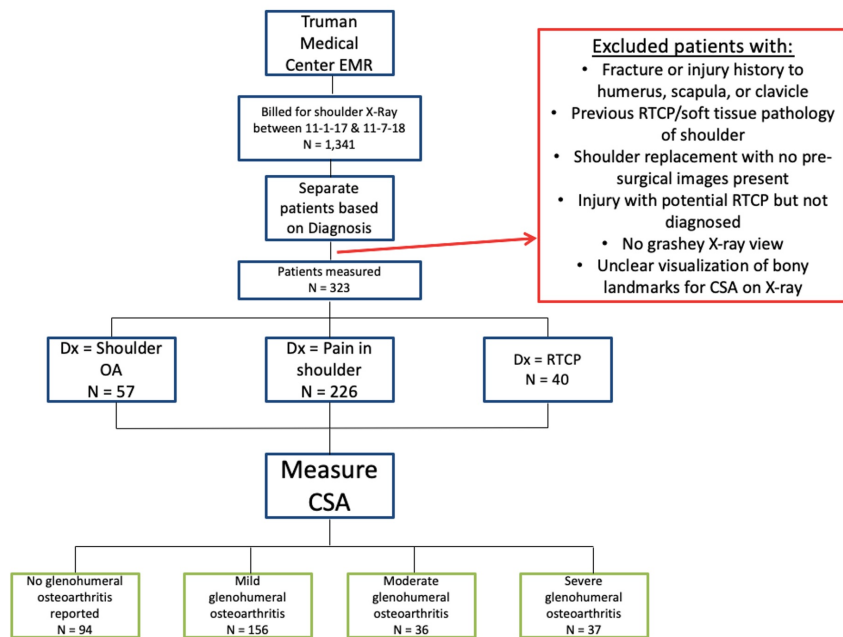 Truman
Medical
Center EMR
Billed for shoulder X-Ray
between 11-1-17 & 11-7-18
N = 1,341
Separate
patients based
on Diagnosis
Patients measured
N = 323
Excluded patients with:
• Fracture or injury history to
humerus, scapula, or clavicle
• Previous RTCP/soft tissue pathology
of shoulder
• Shoulder replacement with no pre-
surgical images present
• Injury with potential RTCP but not
diagnosed
• No grashey X-ray view
• Unclear visualization of bony
landmarks for CSA on X-ray
Dx = Shoulder
OA
N = 57
Dx = Pain in
shoulder
N = 226
Dx = RTCP
N = 40
Measure
CSA
No glenohumeral
osteoarthritis
reported
N = 94
Mild
glenohumeral
osteoarthritis
N = 156
Moderate
glenohumeral
osteoarthritis
N = 36
Severe
glenohumeral
osteoarthritis
N = 37